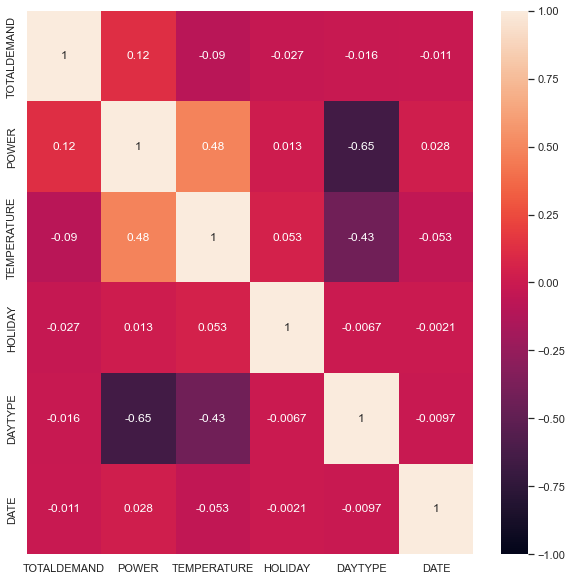 TOTALDEMAND 1 0.12 -0.09 -0.027 -0.016 -0.011
POWER 0.12 1 0.48 0.013 -0.65 0.028
TEMPERATURE -0.09 0.48 1 0.053 -0.43 -0.053
HOLIDAY -0.027 0.013 0.053 1 -0.0067 -0.0021
DAYTYPE -0.016 -0.65 -0.43 -0.0067 1 -0.0097
DATE -0.011 0.028 -0.053 -0.0021 -0.0097 1
TOTALDEMAND POWER TEMPERATURE HOLIDAY DAYTYPE DATE
1.00
0.75
0.50
0.25
0.00
−0.25
−0.50
−0.75
−1.00